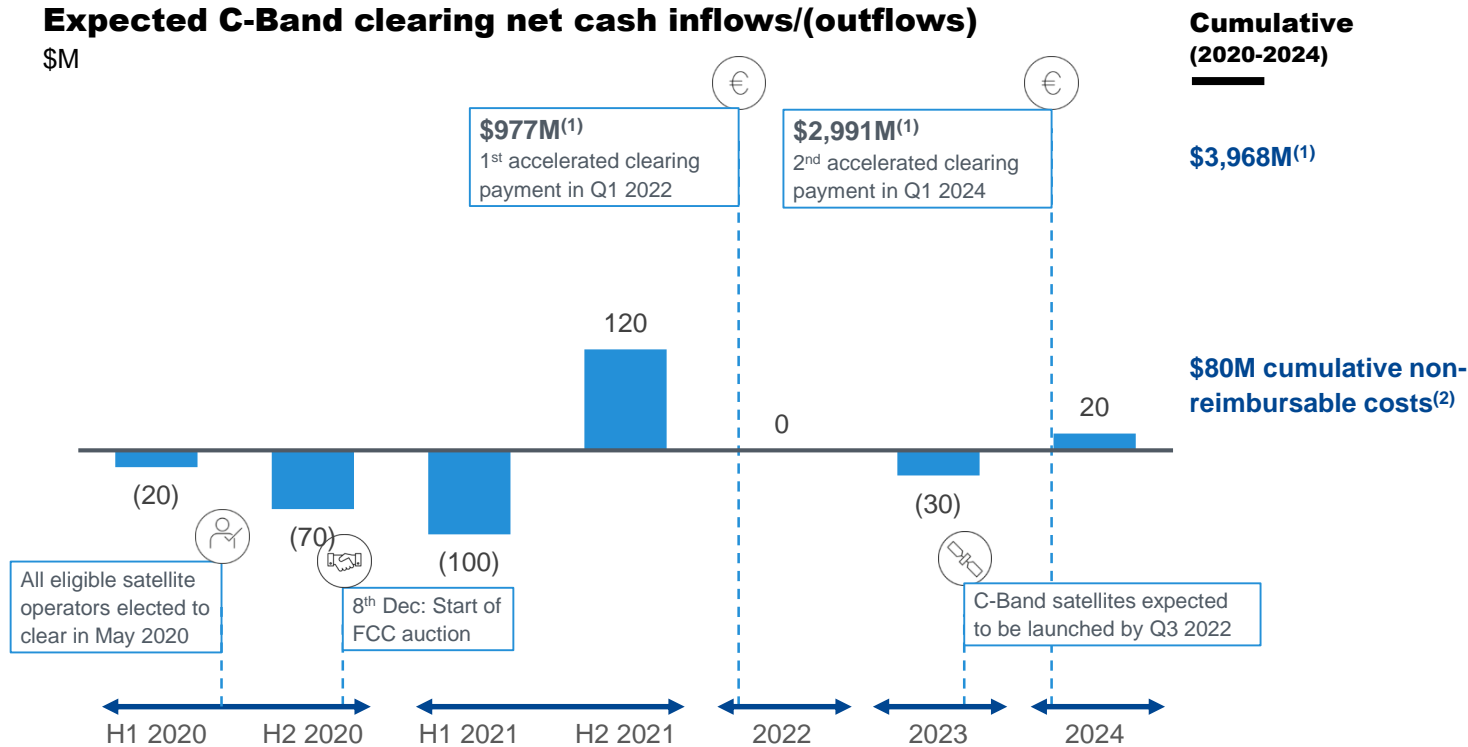 Expected C-Band clearing net cash inflows/(outflows)
$M
Cumulative
(2020-2024)
€
€
$977M(1)
1st accelerated clearing
payment in Q1 2022
$2,991M(1)
2nd accelerated clearing
payment in Q1 2024
$3,968M(1)
120
0
20
$80M cumulative non-
reimbursable costs(2)
(20)
(70)
(100)
(30)
All eligible satellite
operators elected to
clear in May 2020
8th Dec: Start of
FCC auction
C-Band satellites expected
to be launched by Q3 2022
H1 2020
H2 2020
H1 2021
H2 2021
2022
2023
2024